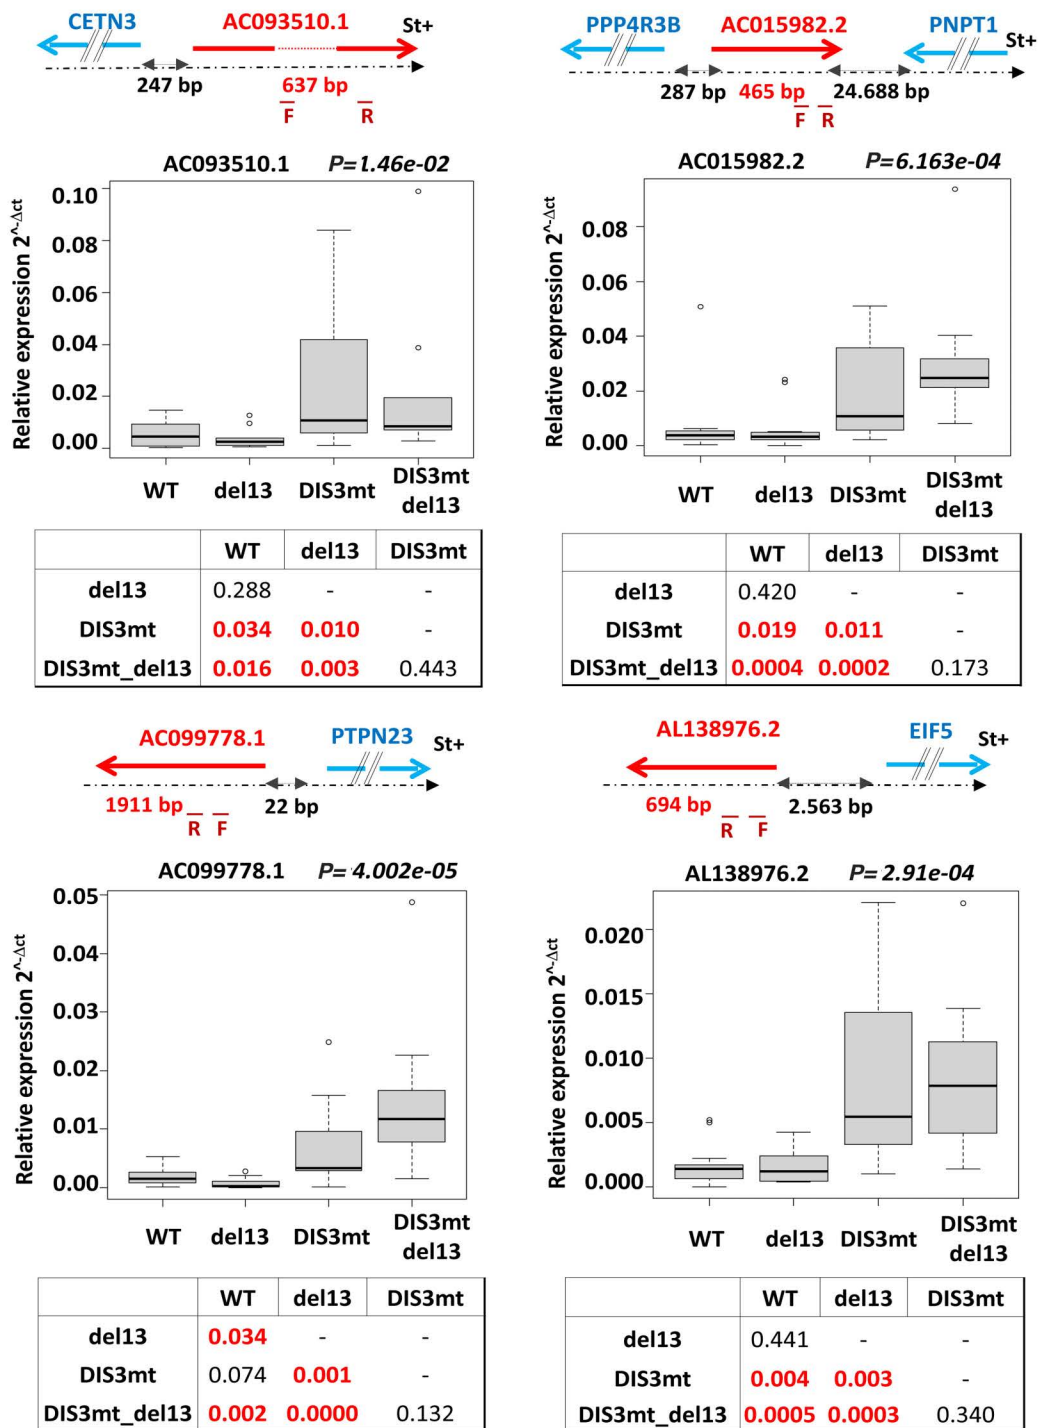 CETN3 AC093510.1 St+
247 bp 637 bp
F R
AC093510.1 P=1.46e-02
Relative expression 2^-Δct
0.10
0.08
0.06
0.04
0.02
0.00
WT del13 DIS3mt DIS3mt del13
WT del13 DIS3mt
del13 0.288 - -
DIS3mt 0.034 0.010 -
DIS3mt_del13 0.016 0.003 0.443
PPP4R3B AC015982.2 PNPT1 St+
287 bp 465 bp 24.688 bp
F R
AC015982.2 P=6.163e-04
Relative expression 2^-Δct
0.08
0.06
0.04
0.02
0.00
WT del13 DIS3mt DIS3mt del13
WT del13 DIS3mt
del13 0.420 - -
DIS3mt 0.019 0.011 -
DIS3mt_del13 0.0004 0.0002 0.173
AC099778.1 PTPN23 St+
1911 bp 22 bp
R F
AC099778.1 P= 4.002e-05
Relative expression 2^-Δct
0.05
0.04
0.03
0.02
0.01
0.00
WT del13 DIS3mt DIS3mt del13
WT del13 DIS3mt
del13 0.034 - -
DIS3mt 0.074 0.001 -
DIS3mt_del13 0.002 0.0000 0.132
AL138976.2 EIF5 St+
694 bp 2.563 bp
R F
AL138976.2 P= 2.91e-04
Relative expression 2^-Δct
0.020
0.015
0.010
0.005
0.000
WT del13 DIS3mt DIS3mt del13
WT del13 DIS3mt
del13 0.441 - -
DIS3mt 0.004 0.003 -
DIS3mt_del13 0.0005 0.0003 0.340